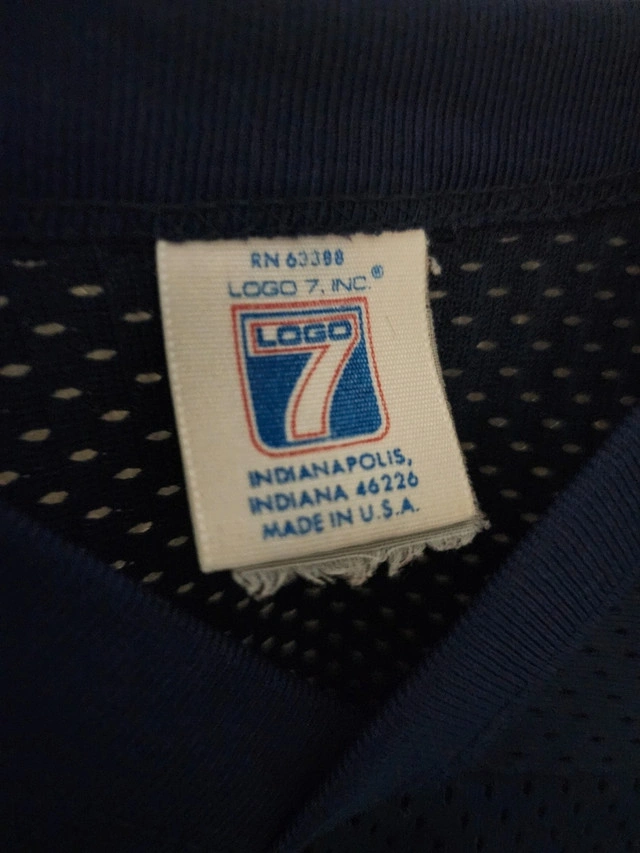 RN 63388
LOGO 7, INC.®
LOGO
7
INDIANAPOLIS,
INDIANA 46226
MADE IN U.S.A.